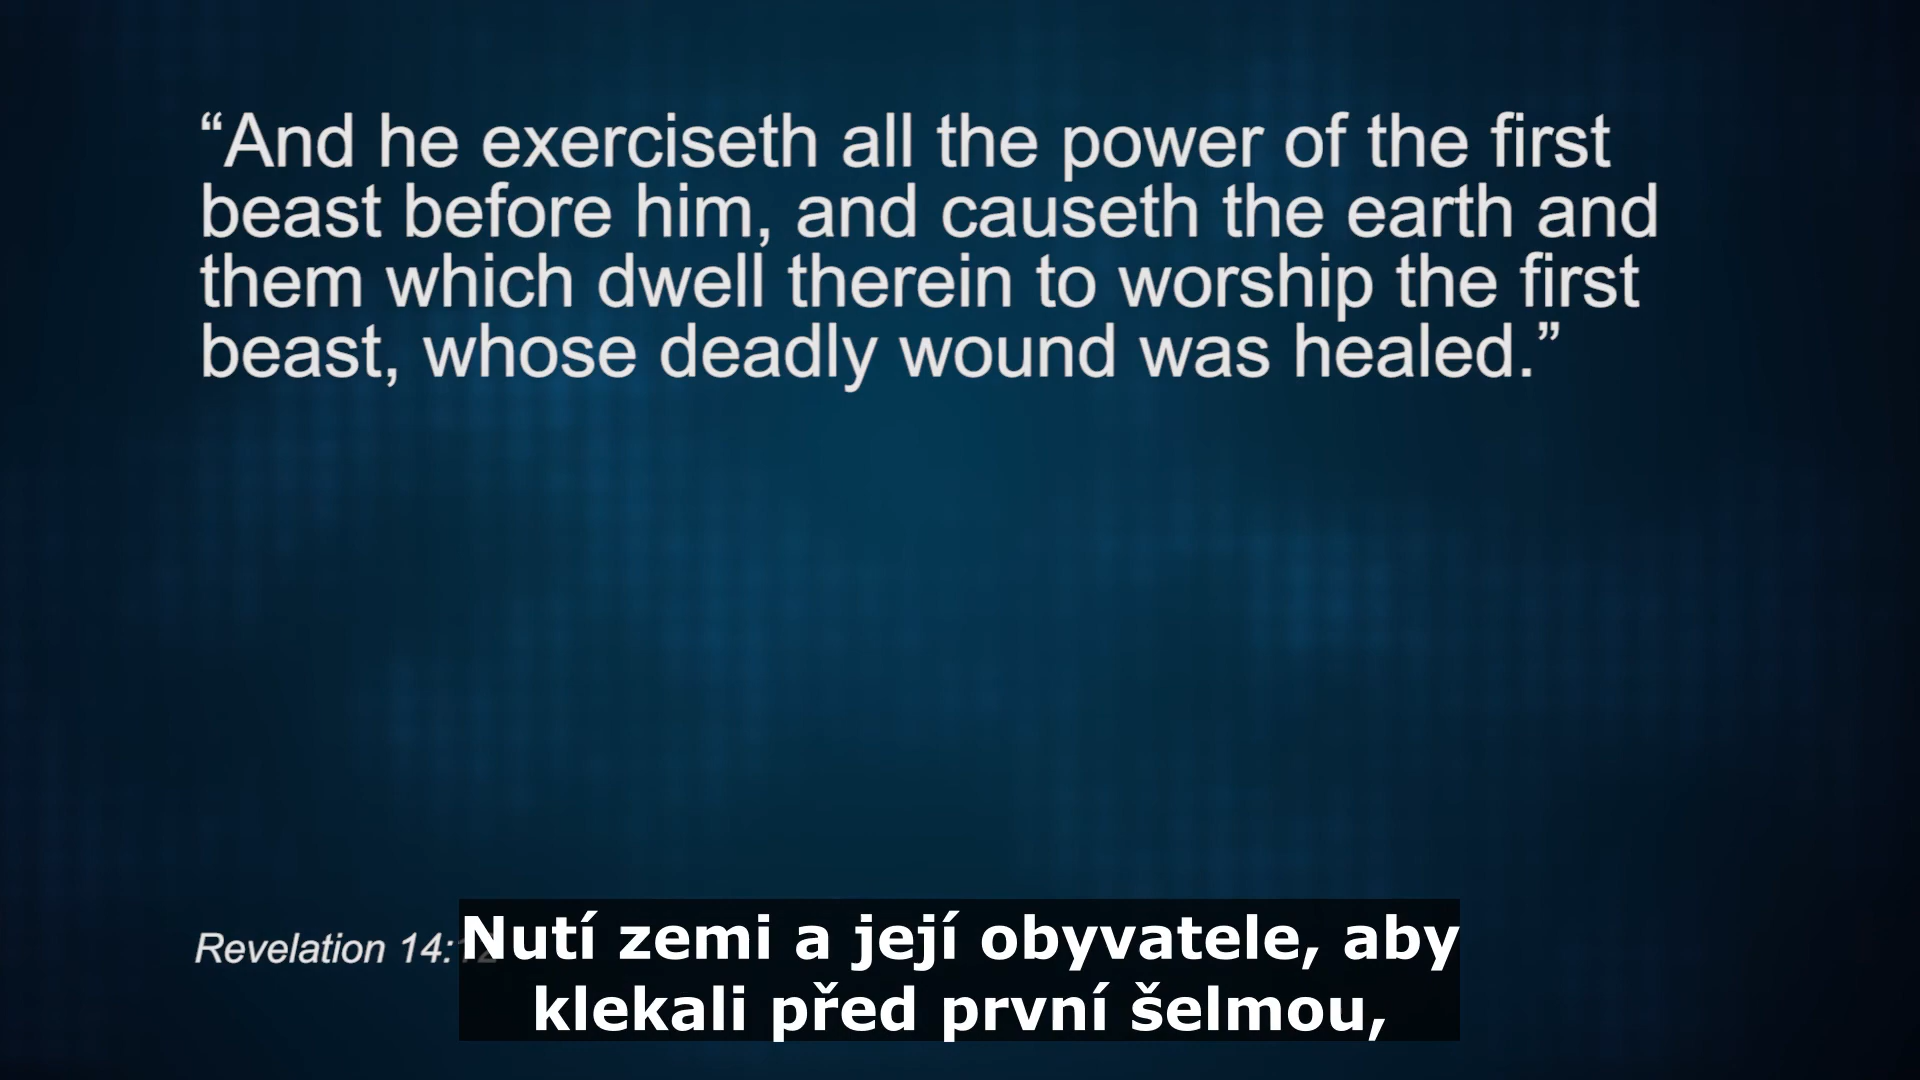 “And he exerciseth all the power of the first
beast before him, and causeth the earth and
them which dwell therein to worship the first
beast, whose deadly wound was healed.”
Revelation 14:12
Nutí zemi a její obyvatele, aby
klekali před první šelmou,